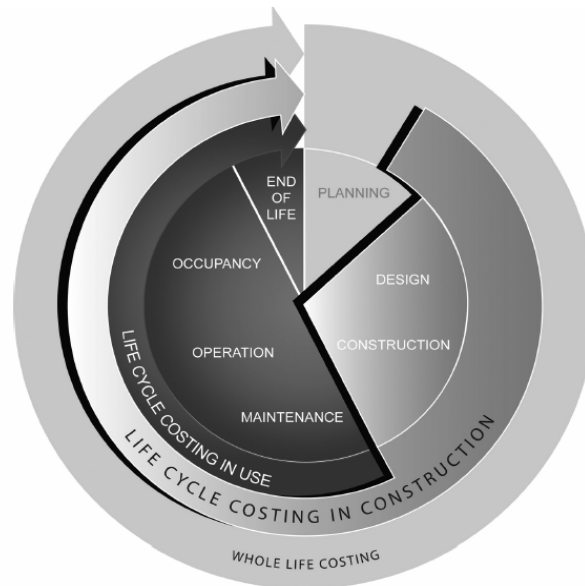 END
OF
LIFE
PLANNING
OCCUPANCY
DESIGN
OPERATION
CONSTRUCTION
MAINTENANCE
LIFE CYCLE COSTING IN USE
LIFE CYCLE COSTING IN CONSTRUCTION
WHOLE LIFE COSTING